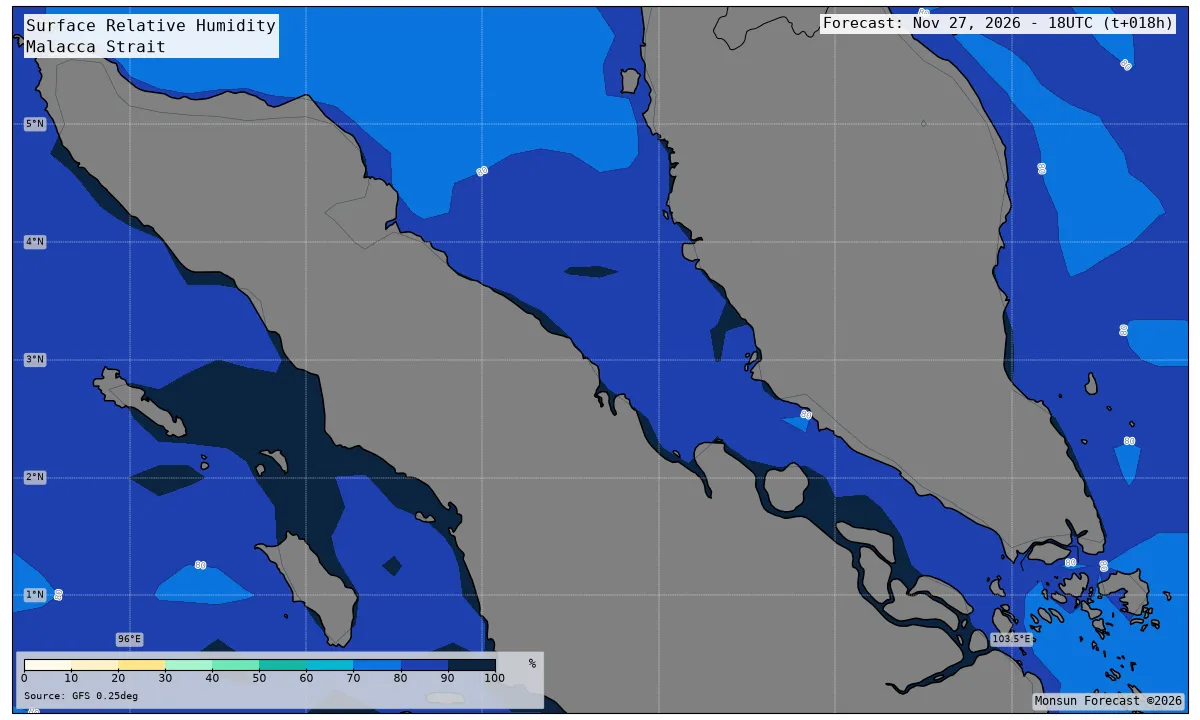 Surface Relative Humidity
Malacca Strait
Forecast: Nov 27, 2026 - 18UTC (t+018h)
80
80
5°N
80
80
4°N
80
3°N
80
80
2°N
80
80
80
80
1°N
96°E
103.5°E
%
0 10 20 30 40 50 60 70 80 90 100
Source: GFS 0.25deg
Monsun Forecast ©2026